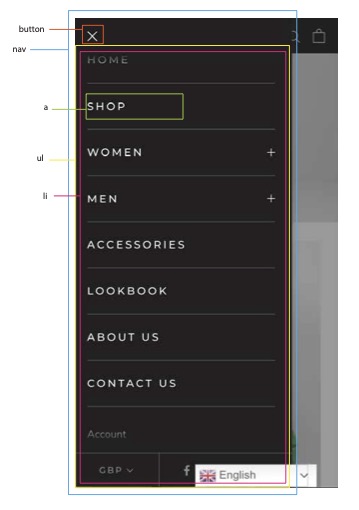 button
nav
HOME
a
SHOP
ul
WOMEN +
li
MEN +
ACCESSORIES
LOOKBOOK
ABOUT US
CONTACT US
Account
GBP
English